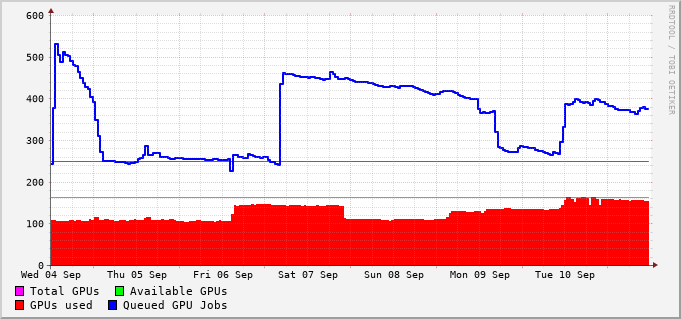 RRDTOOL / TOBI OETIKER
600
500
400
300
200
100
0
Wed 04 Sep Thu 05 Sep Fri 06 Sep Sat 07 Sep Sun 08 Sep Mon 09 Sep Tue 10 Sep
Total GPUs Available GPUs
GPUs used Queued GPU Jobs